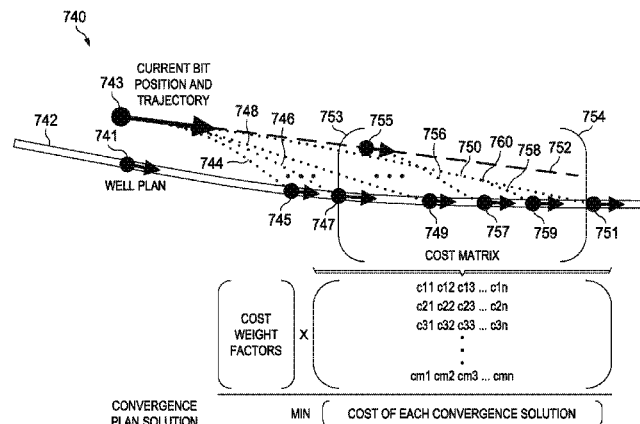 740
CURRENT BIT
POSITION AND
TRAJECTORY
743
742
741
748
746
744
753
755
754
756
750
760
758
752
WELL PLAN
745
747
749
757
759
751
COST MATRIX
COST
WEIGHT
FACTORS
X
c11 c12 c13 ... c1n
c21 c22 c23 ... c2n
c31 c32 c33 ... c3n
cm1 cm2 cm3 ... cmn
CONVERGENCE
PLAN SOLUTION
MIN
COST OF EACH CONVERGENCE SOLUTION